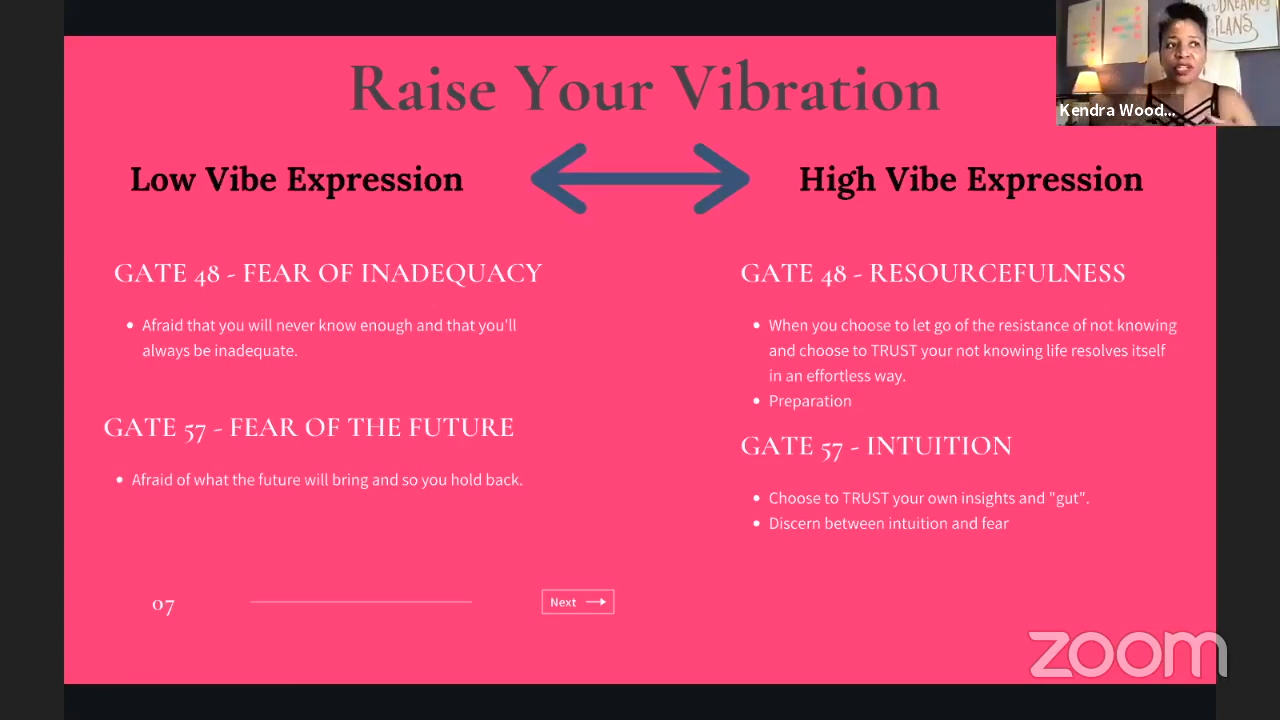 DREAMS
PLANS
Kendra Wood...
Raise Your Vibration
Low Vibe Expression
High Vibe Expression
GATE 48 - FEAR OF INADEQUACY
Afraid that you will never know enough and that you'll
always be inadequate.
GATE 57 - FEAR OF THE FUTURE
Afraid of what the future will bring and so you hold back.
GATE 48 - RESOURCEFULNESS
When you choose to let go of the resistance of not knowing
and choose to TRUST your not knowing life resolves itself
in an effortless way.
Preparation
GATE 57 - INTUITION
Choose to TRUST your own insights and "gut".
Discern between intuition and fear
07
Next
zoom